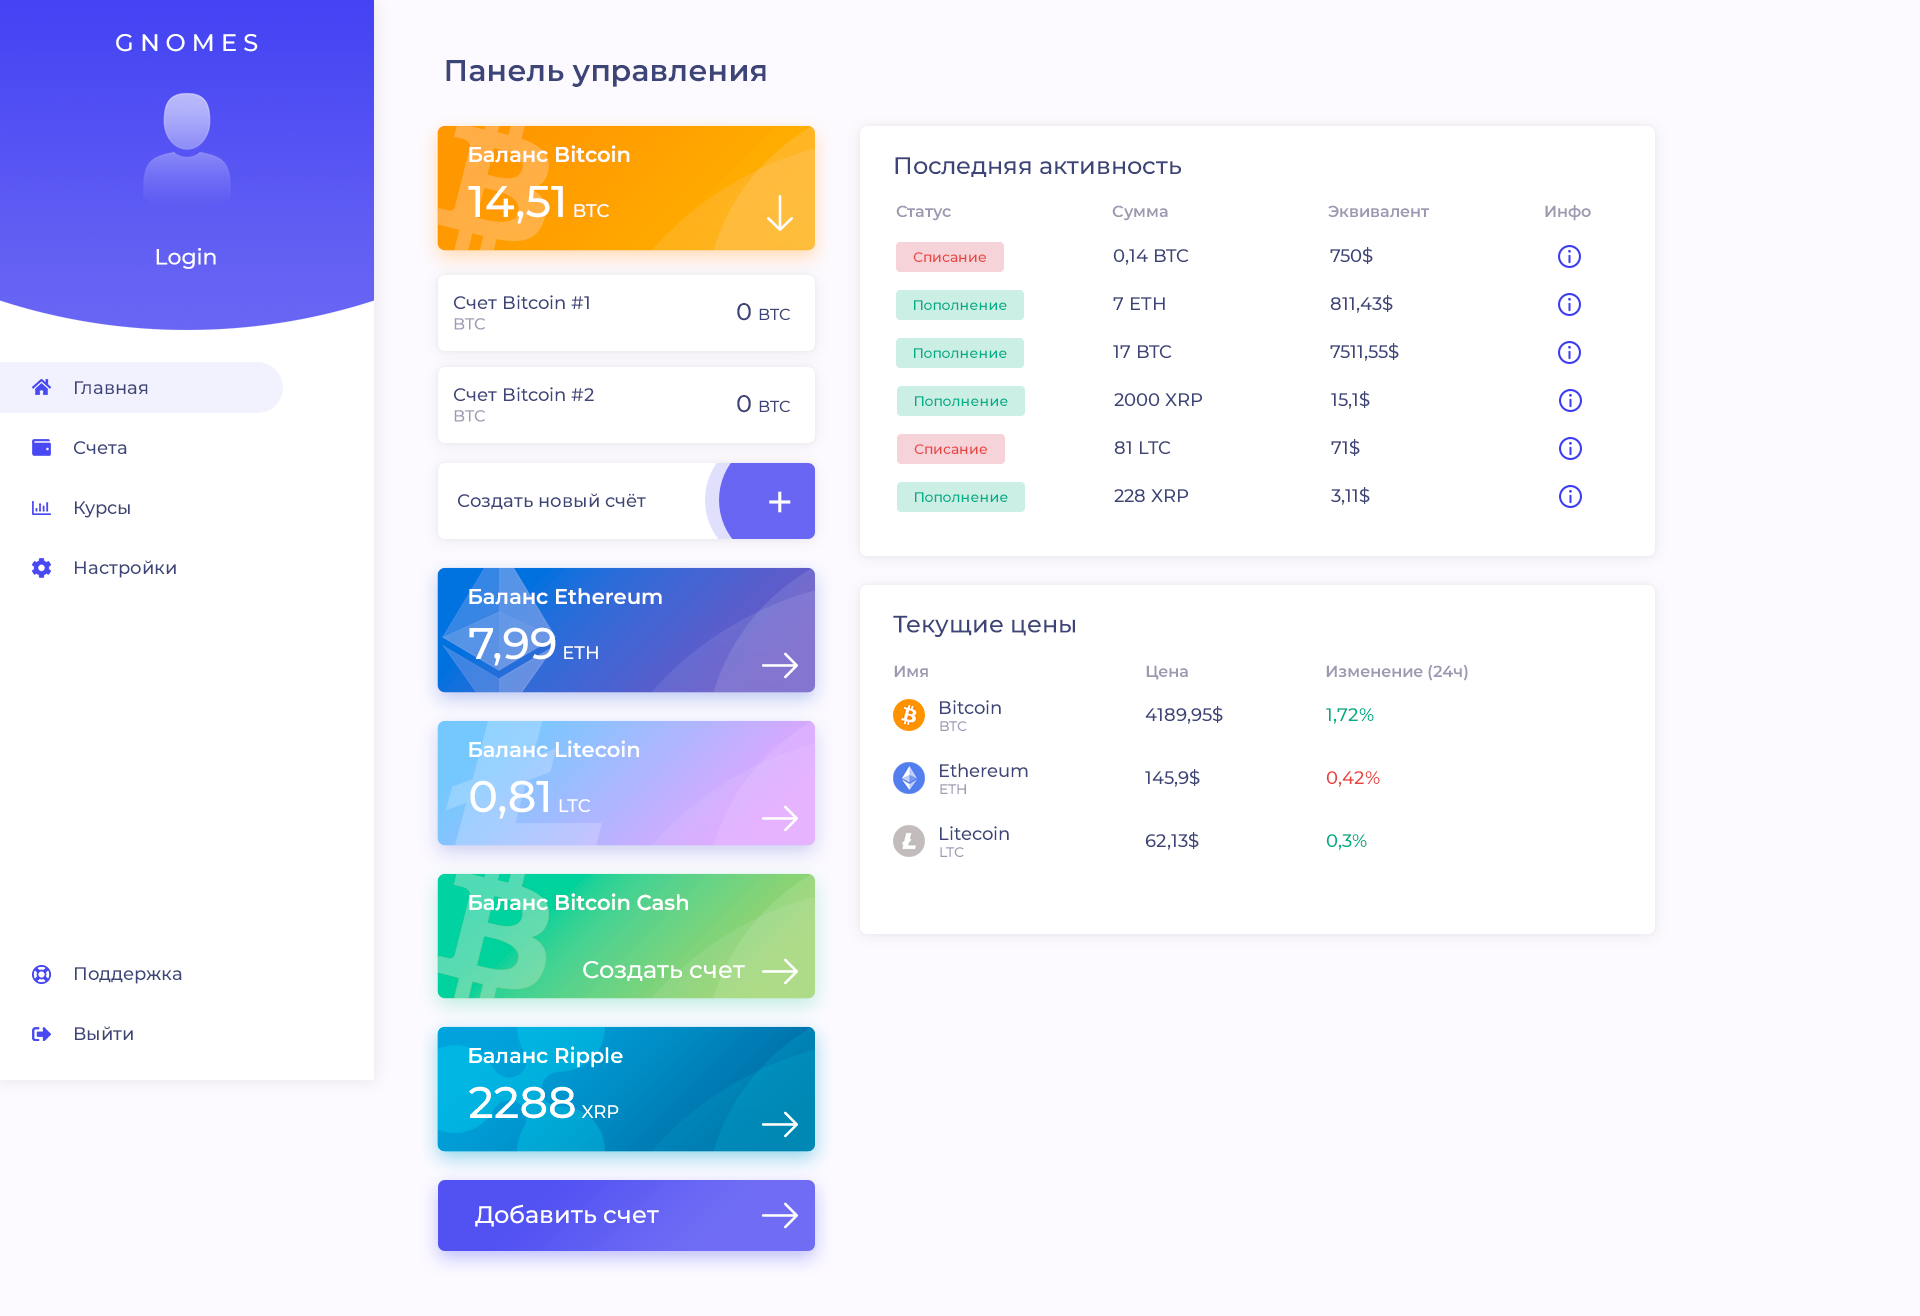 GNOMES
Login
Главная
Счета
Курсы
Настройки
Поддержка
Выйти
Панель управления
Баланс Bitcoin
14,51 BTC
Счет Bitcoin #1
BTC
0 BTC
Счет Bitcoin #2
BTC
0 BTC
Создать новый счёт
Баланс Ethereum
7,99 ETH
Баланс Litecoin
0,81 LTC
Баланс Bitcoin Cash
Создать счет
Баланс Ripple
2288 XRP
Добавить счет
Последняя активность
Статус Сумма Эквивалент Инфо
Списание 0,14 BTC 750$
Пополнение 7 ETH 811,43$
Пополнение 17 BTC 7511,55$
Пополнение 2000 XRP 15,1$
Списание 81 LTC 71$
Пополнение 228 XRP 3,11$
Текущие цены
Имя Цена Изменение (24ч)
Bitcoin 4189,95$ 1,72%
BTC
Ethereum 145,9$ 0,42%
ETH
Litecoin 62,13$ 0,3%
LTC